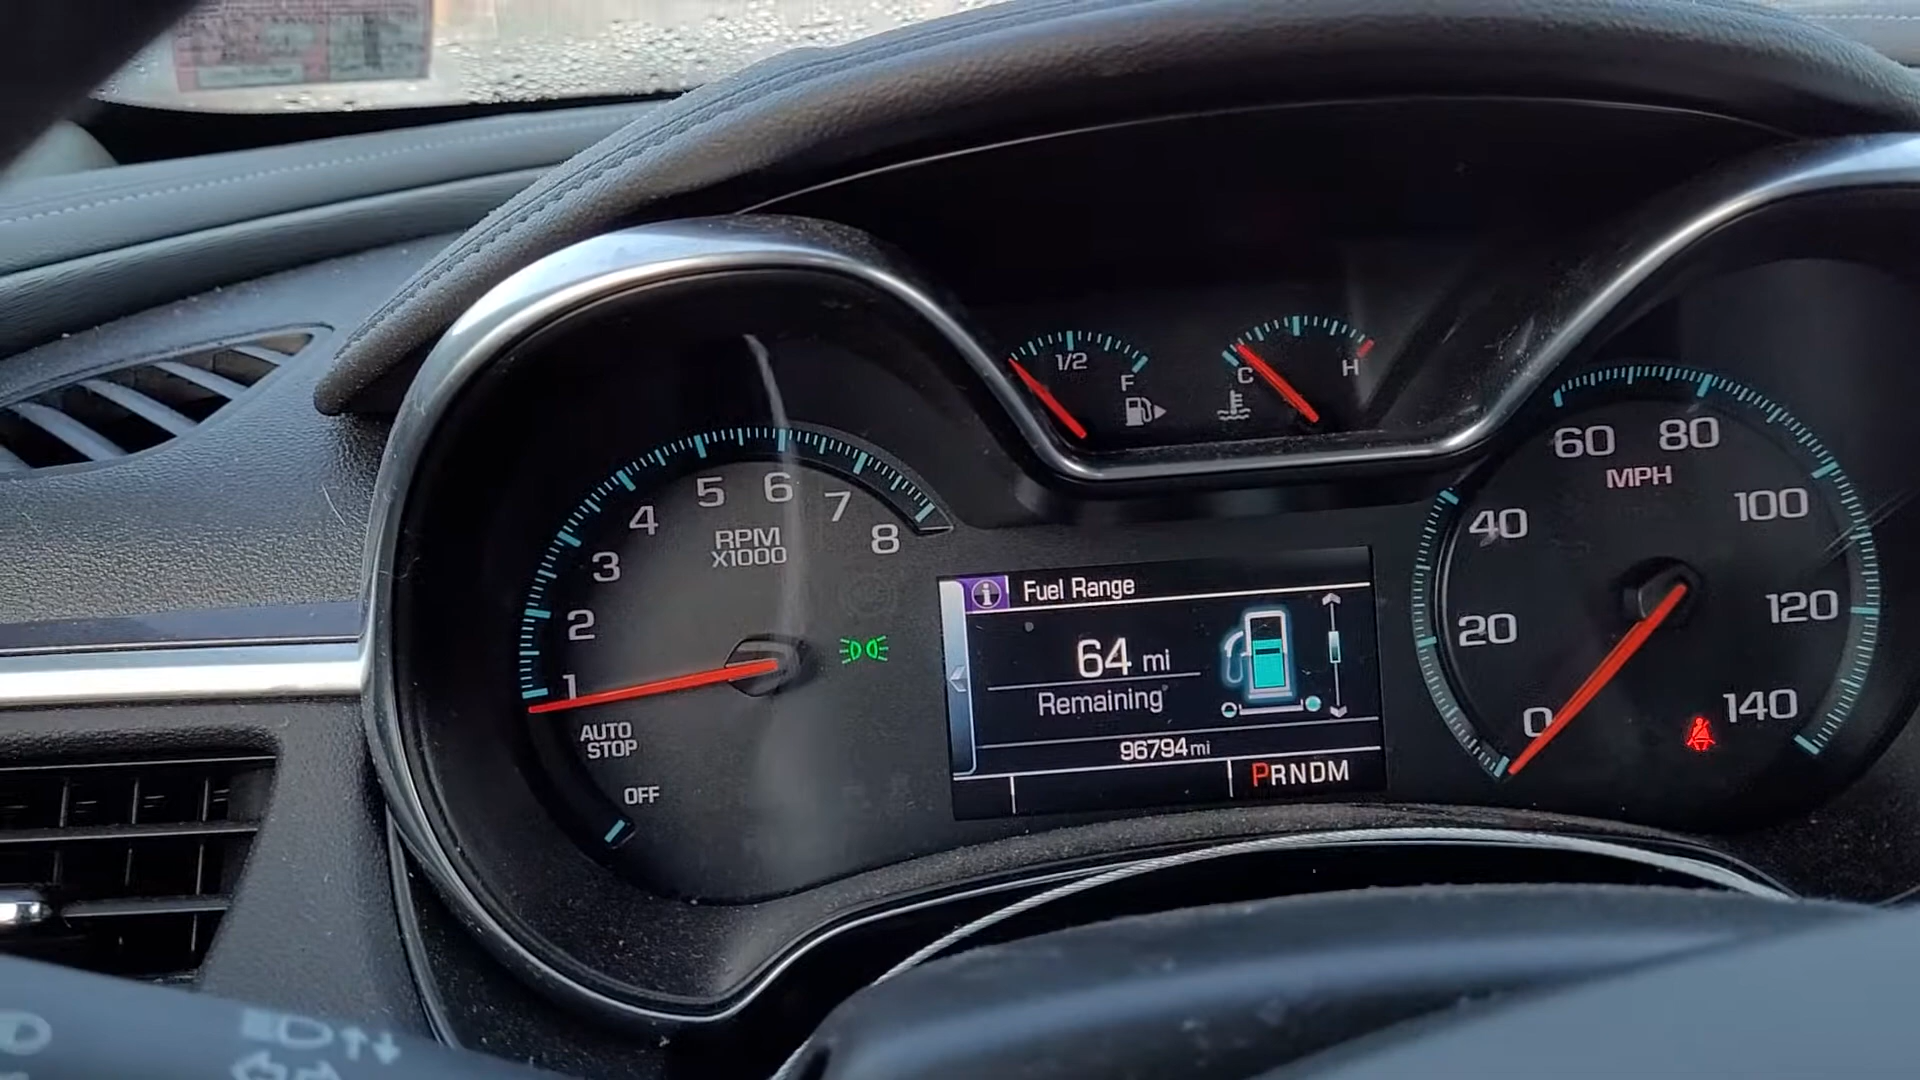 1/2
F
C
H
1
2
3
4
5
6
7
8
RPM
X1000
AUTO
STOP
OFF
Fuel Range
64 mi
Remaining
96794 mi
PRNDM
0
20
40
60
80
100
120
140
MPH